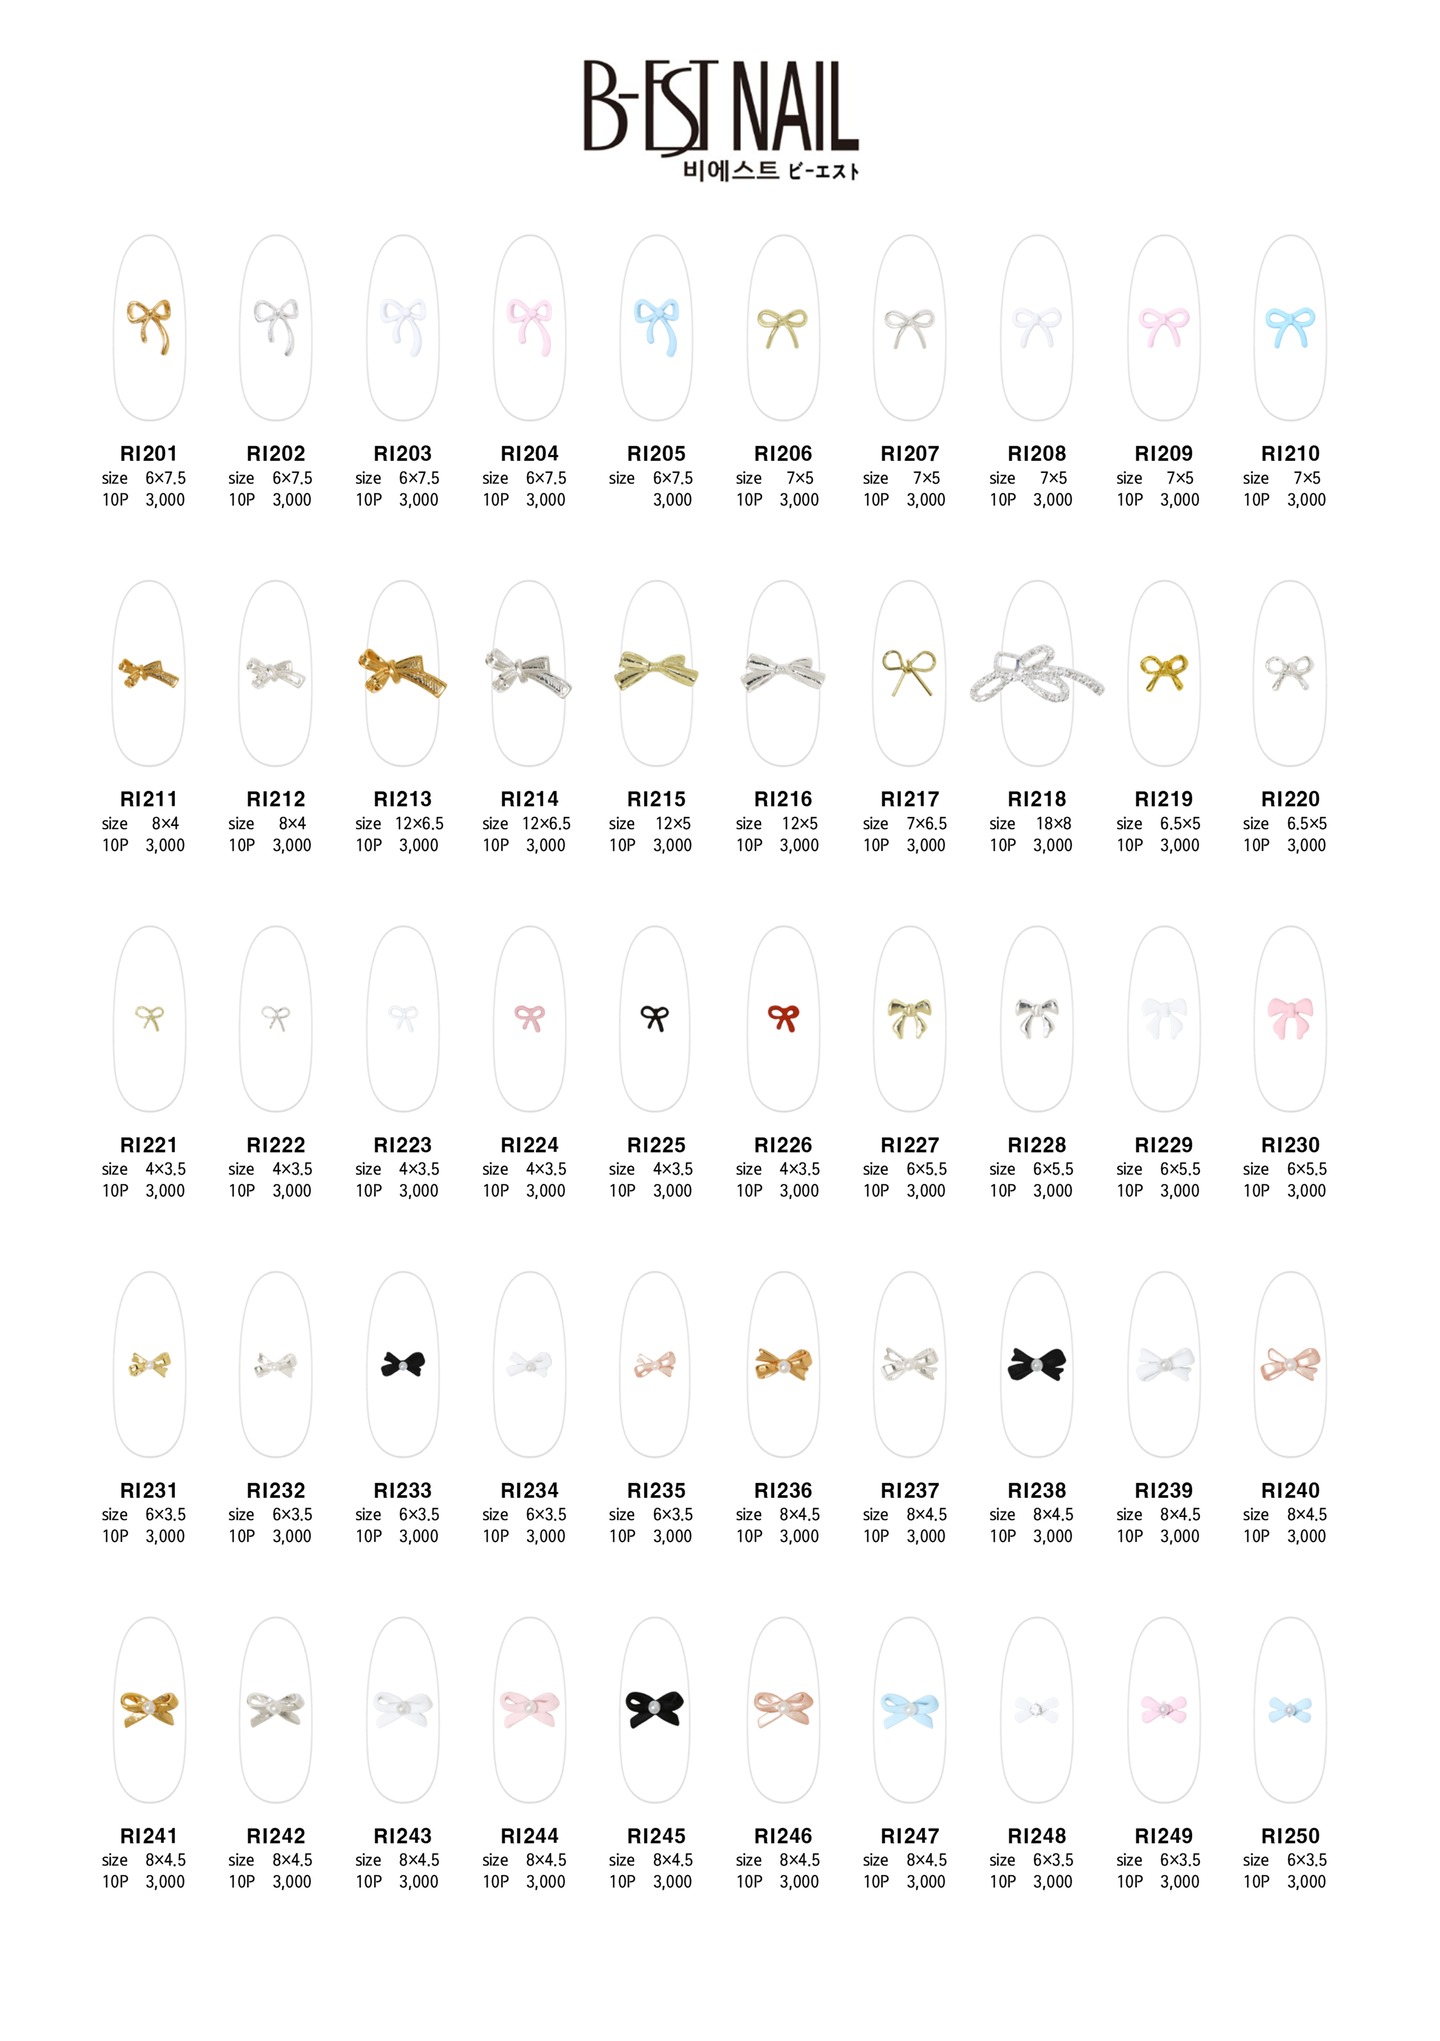 B-EST NAIL
비에스트 ビーエスト
RI201 RI202 RI203 RI204 RI205 RI206 RI207 RI208 RI209 RI210
size 6×7.5 size 6×7.5 size 6×7.5 size 6×7.5 size 6×7.5 size 7×5 size 7×5 size 7×5 size 7×5 size 7×5
10P 3,000 10P 3,000 10P 3,000 10P 3,000 3,000 10P 3,000 10P 3,000 10P 3,000 10P 3,000 10P 3,000
RI211 RI212 RI213 RI214 RI215 RI216 RI217 RI218 RI219 RI220
size 8×4 size 8×4 size 12×6.5 size 12×6.5 size 12×5 size 12×5 size 7×6.5 size 18×8 size 6.5×5 size 6.5×5
10P 3,000 10P 3,000 10P 3,000 10P 3,000 10P 3,000 10P 3,000 10P 3,000 10P 3,000 10P 3,000 10P 3,000
RI221 RI222 RI223 RI224 RI225 RI226 RI227 RI228 RI229 RI230
size 4×3.5 size 4×3.5 size 4×3.5 size 4×3.5 size 4×3.5 size 4×3.5 size 6×5.5 size 6×5.5 size 6×5.5 size 6×5.5
10P 3,000 10P 3,000 10P 3,000 10P 3,000 10P 3,000 10P 3,000 10P 3,000 10P 3,000 10P 3,000 10P 3,000
RI231 RI232 RI233 RI234 RI235 RI236 RI237 RI238 RI239 RI240
size 6×3.5 size 6×3.5 size 6×3.5 size 6×3.5 size 6×3.5 size 8×4.5 size 8×4.5 size 8×4.5 size 8×4.5 size 8×4.5
10P 3,000 10P 3,000 10P 3,000 10P 3,000 10P 3,000 10P 3,000 10P 3,000 10P 3,000 10P 3,000 10P 3,000
RI241 RI242 RI243 RI244 RI245 RI246 RI247 RI248 RI249 RI250
size 8×4.5 size 8×4.5 size 8×4.5 size 8×4.5 size 8×4.5 size 8×4.5 size 8×4.5 size 6×3.5 size 6×3.5 size 6×3.5
10P 3,000 10P 3,000 10P 3,000 10P 3,000 10P 3,000 10P 3,000 10P 3,000 10P 3,000 10P 3,000 10P 3,000